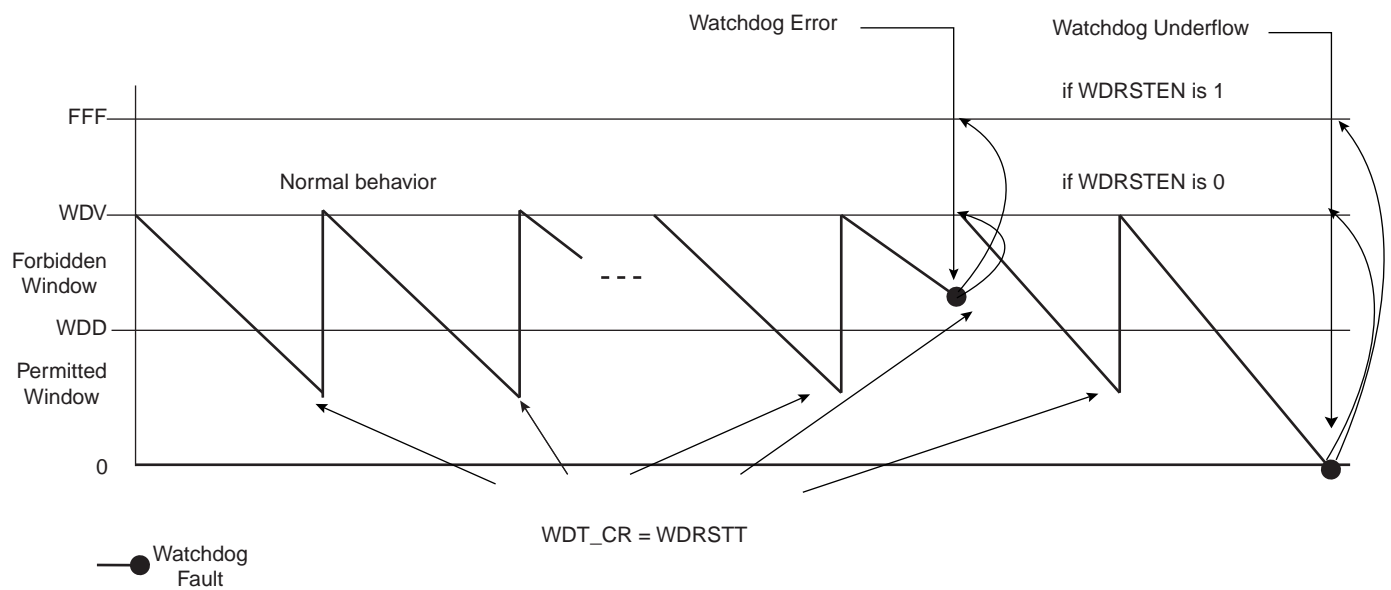 Watchdog Error
Watchdog Underflow
if WDRSTEN is 1
FFF
Normal behavior
if WDRSTEN is 0
WDV
Forbidden
Window
WDD
Permitted
Window
0
WDT_CR = WDRSTT
Watchdog
Fault